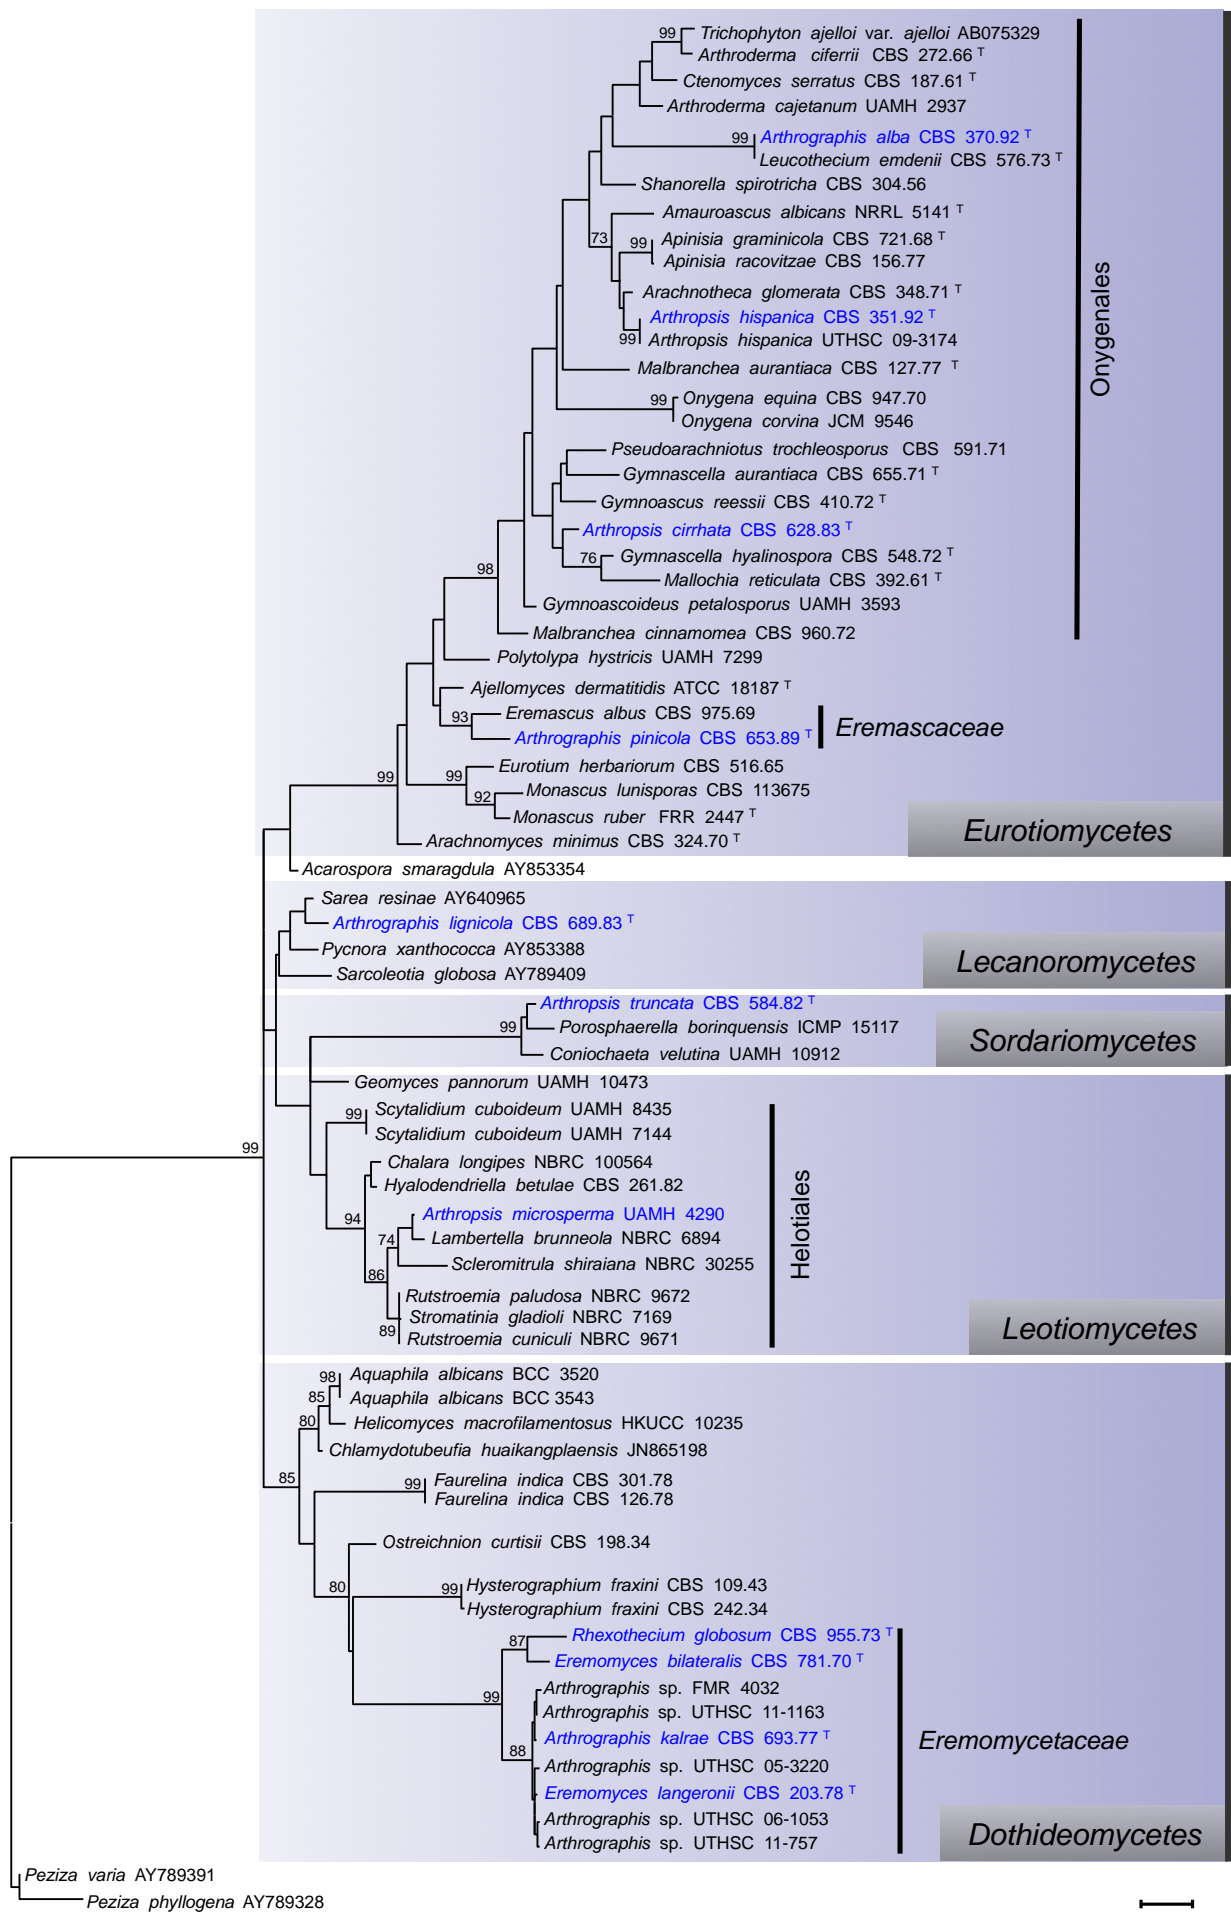 99
Trichophyton ajelloi var. ajelloi AB075329
Arthroderma ciferrii CBS 272.66 T
Ctenomyces serratus CBS 187.61 T
Arthroderma cajetanum UAMH 2937
99
Arthrographis alba CBS 370.92 T
Leucothecium emdenii CBS 576.73 T
Shanorella spirotricha CBS 304.56
Amauroascus albicans NRRL 5141 T
73
99
Apinisia graminicola CBS 721.68 T
Apinisia racovitzae CBS 156.77
Arachnotheca glomerata CBS 348.71 T
Arthropsis hispanica CBS 351.92 T
99
Arthropsis hispanica UTHSC 09-3174
Malbranchea aurantiaca CBS 127.77 T
99
Onygena equina CBS 947.70
Onygena corvina JCM 9546
Onygenales
Pseudoarachniotus trochleosporus CBS 591.71
Gymnascella aurantiaca CBS 655.71 T
Gymnoascus reessii CBS 410.72 T
Arthropsis cirrhata CBS 628.83 T
76
Gymnascella hyalinospora CBS 548.72 T
Mallochia reticulata CBS 392.61 T
98
Gymnoascoideus petalosporus UAMH 3593
Malbranchea cinnamomea CBS 960.72
Polytolypa hystricis UAMH 7299
Ajellomyces dermatitidis ATCC 18187 T
93
Eremascus albus CBS 975.69
Arthrographis pinicola CBS 653.89 T
Eremascaceae
99
99
Eurotium herbariorum CBS 516.65
92
Monascus lunisporas CBS 113675
Monascus ruber FRR 2447 T
Arachnomyces minimus CBS 324.70 T
Eurotiomycetes
Acarospora smaragdula AY853354
Sarea resinae AY640965
Arthrographis lignicola CBS 689.83 T
Pycnora xanthococca AY853388
Sarcoleotia globosa AY789409
Lecanoromycetes
Arthropsis truncata CBS 584.82 T
99
Porosphaerella borinquensis ICMP 15117
Coniochaeta velutina UAMH 10912
Sordariomycetes
Geomyces pannorum UAMH 10473
99
Scytalidium cuboideum UAMH 8435
Scytalidium cuboideum UAMH 7144
99
Chalara longipes NBRC 100564
Hyalodendriella betulae CBS 261.82
94
Arthropsis microsperma UAMH 4290
74
Lambertella brunneola NBRC 6894
Scleromitrula shiraiana NBRC 30255
86
Rutstroemia paludosa NBRC 9672
Stromatinia gladioli NBRC 7169
89
Rutstroemia cuniculi NBRC 9671
Helotiales
Leotiomycetes
98
Aquaphila albicans BCC 3520
85
Aquaphila albicans BCC 3543
80
Helicomyces macrofilamentosus HKUCC 10235
Chlamydotubeufia huaikangplaensis JN865198
85
99
Faurelina indica CBS 301.78
Faurelina indica CBS 126.78
Ostreichnion curtisii CBS 198.34
80
99
Hysterographium fraxini CBS 109.43
Hysterographium fraxini CBS 242.34
87
Rhexothecium globosum CBS 955.73 T
Eremomyces bilateralis CBS 781.70 T
99
Arthrographis sp. FMR 4032
Arthrographis sp. UTHSC 11-1163
Arthrographis kalrae CBS 693.77 T
88
Arthrographis sp. UTHSC 05-3220
Eremomyces langeronii CBS 203.78 T
Arthrographis sp. UTHSC 06-1053
Arthrographis sp. UTHSC 11-757
Eremomycetaceae
Dothideomycetes
Peziza varia AY789391
Peziza phyllogena AY789328